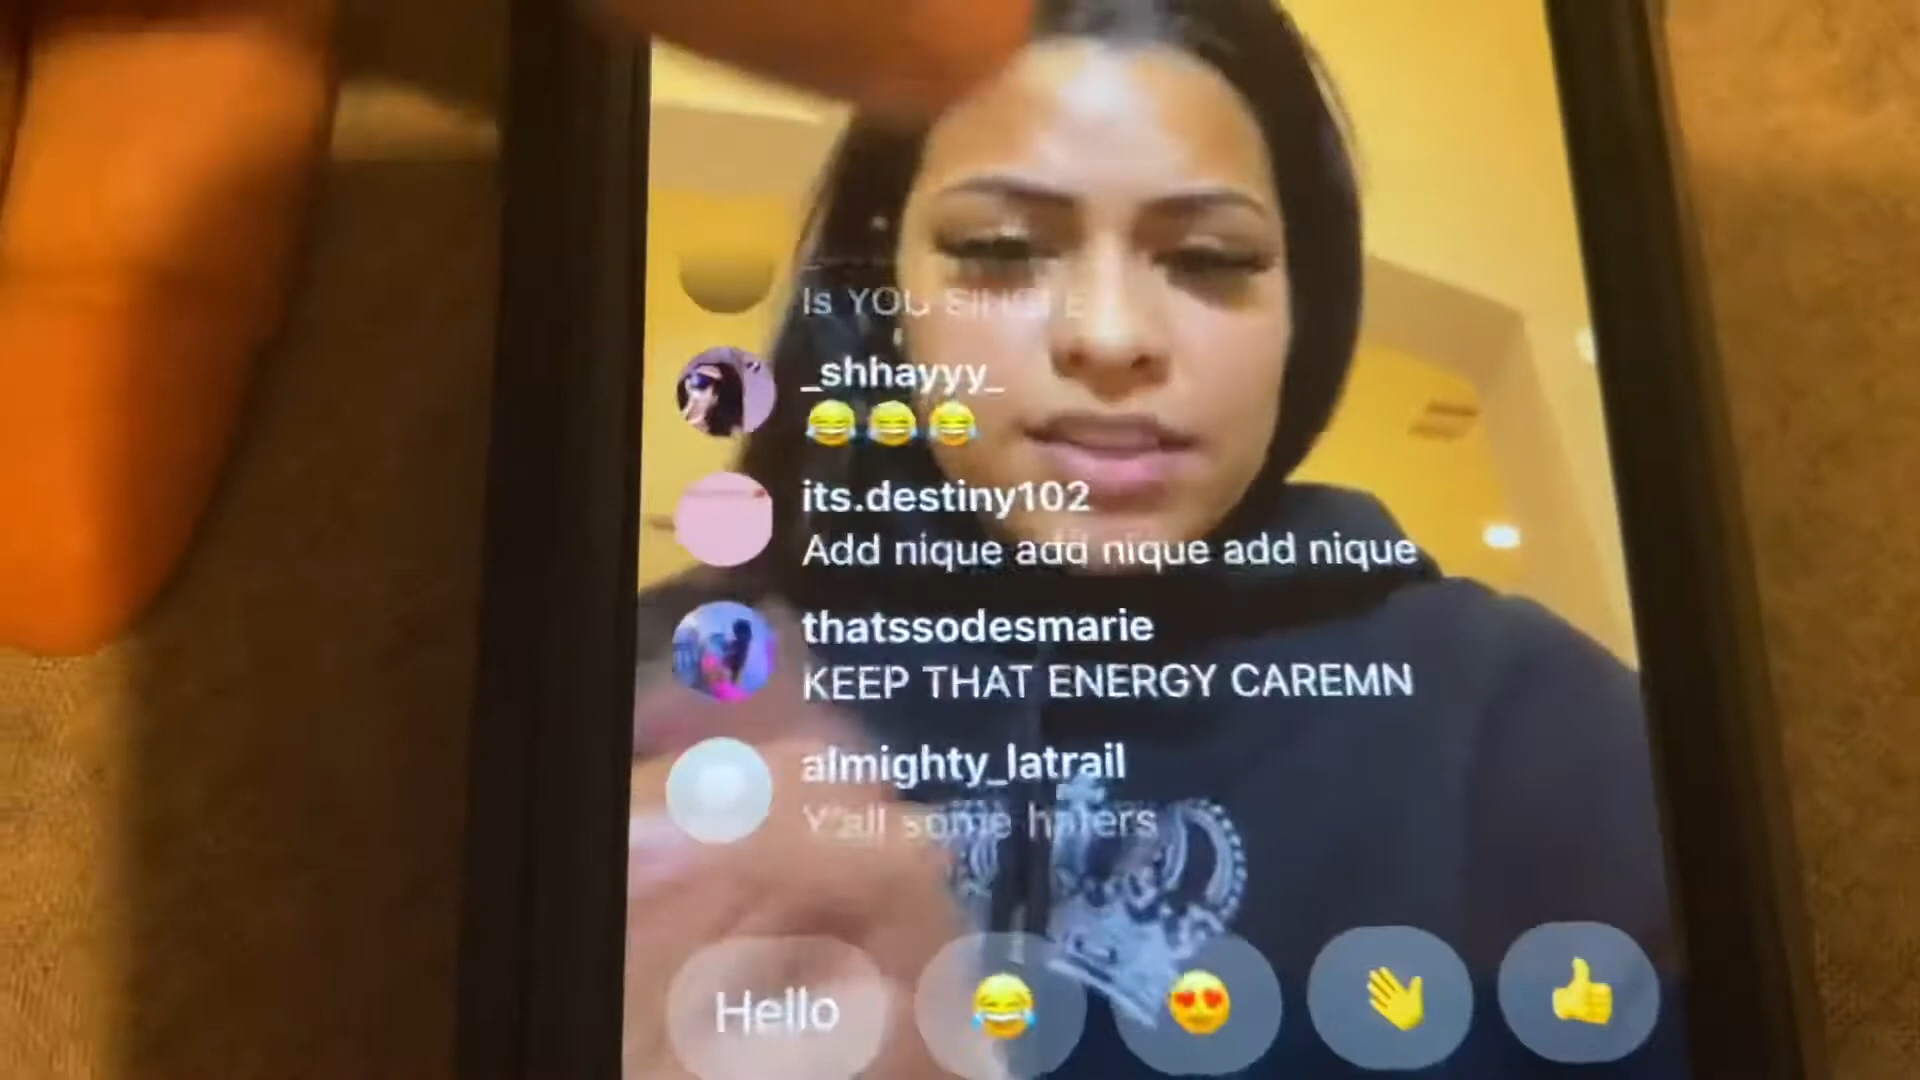 Is YOU SINGLE
_shhayyy_
😂😂😂
its.destiny102
Add nique add nique add nique
thatssodesmarie
KEEP THAT ENERGY CAREMN
almighty_latrail
Y'all some haters
Hello